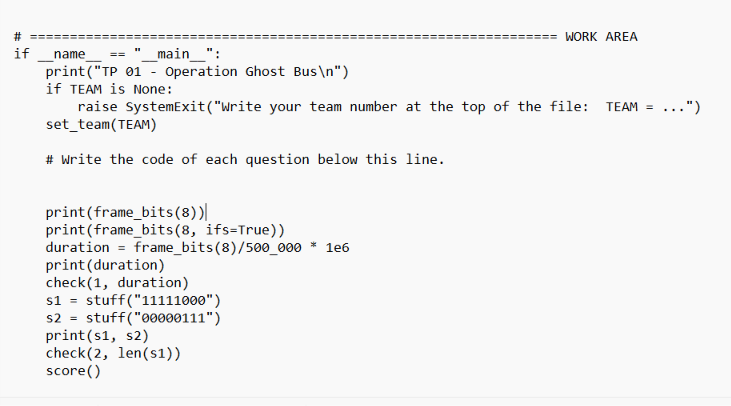 # ================================================================== WORK AREA
if __name__ == "__main__":
    print("TP 01 - Operation Ghost Bus\n")
    if TEAM is None:
        raise SystemExit("Write your team number at the top of the file:  TEAM = ...")
    set_team(TEAM)

    # Write the code of each question below this line.


    print(frame_bits(8))
    print(frame_bits(8, ifs=True))
    duration = frame_bits(8)/500_000 * 1e6
    print(duration)
    check(1, duration)
    s1 = stuff("11111000")
    s2 = stuff("00000111")
    print(s1, s2)
    check(2, len(s1))
    score()